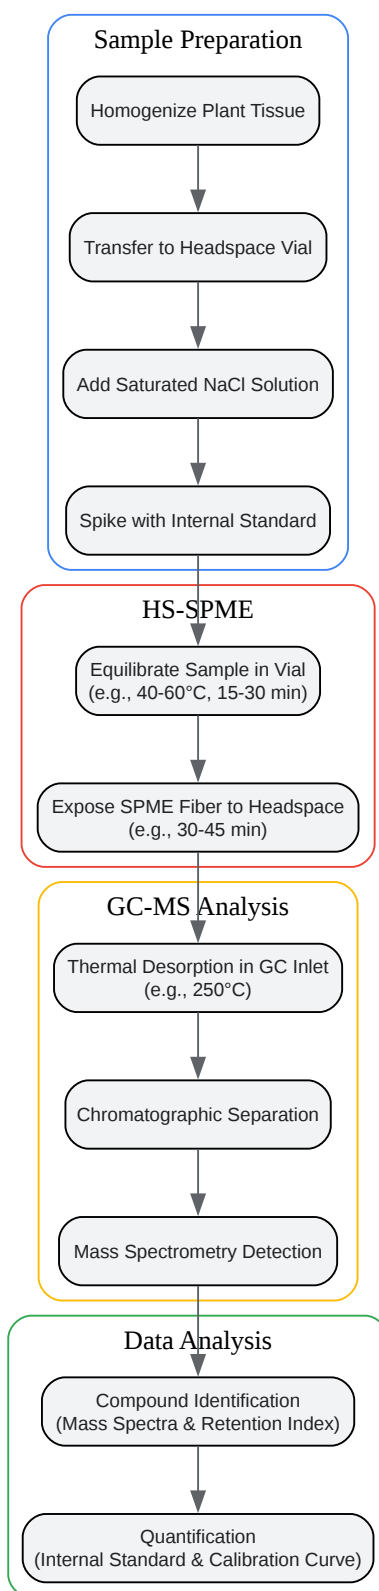 Sample Preparation
Homogenize Plant Tissue
Transfer to Headspace Vial
Add Saturated NaCl Solution
Spike with Internal Standard
HS-SPME
Equilibrate Sample in Vial
(e.g., 40-60°C, 15-30 min)
Expose SPME Fiber to Headspace
(e.g., 30-45 min)
GC-MS Analysis
Thermal Desorption in GC Inlet
(e.g., 250°C)
Chromatographic Separation
Mass Spectrometry Detection
Data Analysis
Compound Identification
(Mass Spectra & Retention Index)
Quantification
(Internal Standard & Calibration Curve)